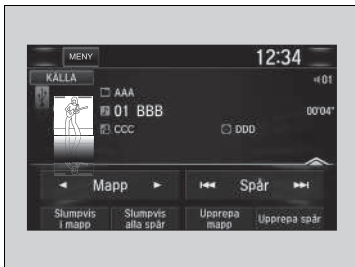 MENY
12:34
KÄLLA
01
AAA
01 BBB
00'04"
CCC
DDD
Mapp
Spår
Slumpvis i mapp
Slumpvis alla spår
Upprepa mapp
Upprepa spår